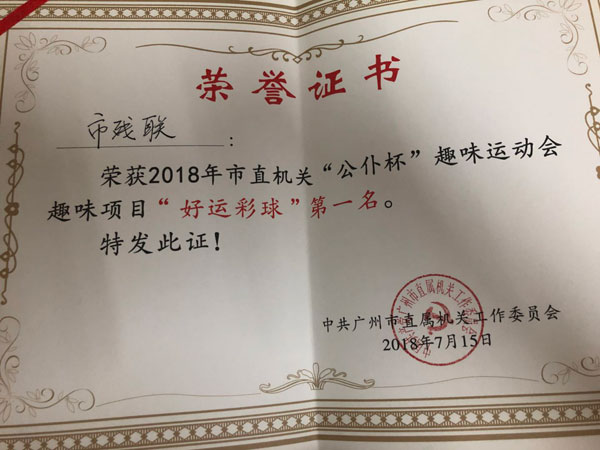 荣誉证书
市残联：
荣获2018年市直机关“公仆杯”趣味运动会
趣味项目“好运彩球”第一名。
特发此证！
中共广州市直属机关工作委员会
2018年7月15日